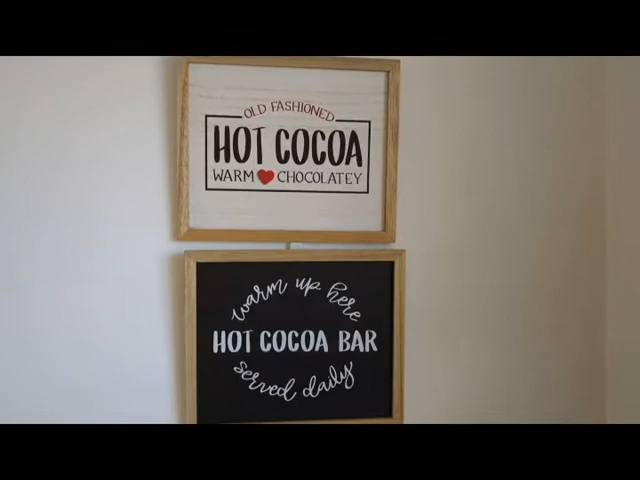 OLD FASHIONED
HOT COCOA
WARM CHOCOLATEY
warm up here
HOT COCOA BAR
served daily